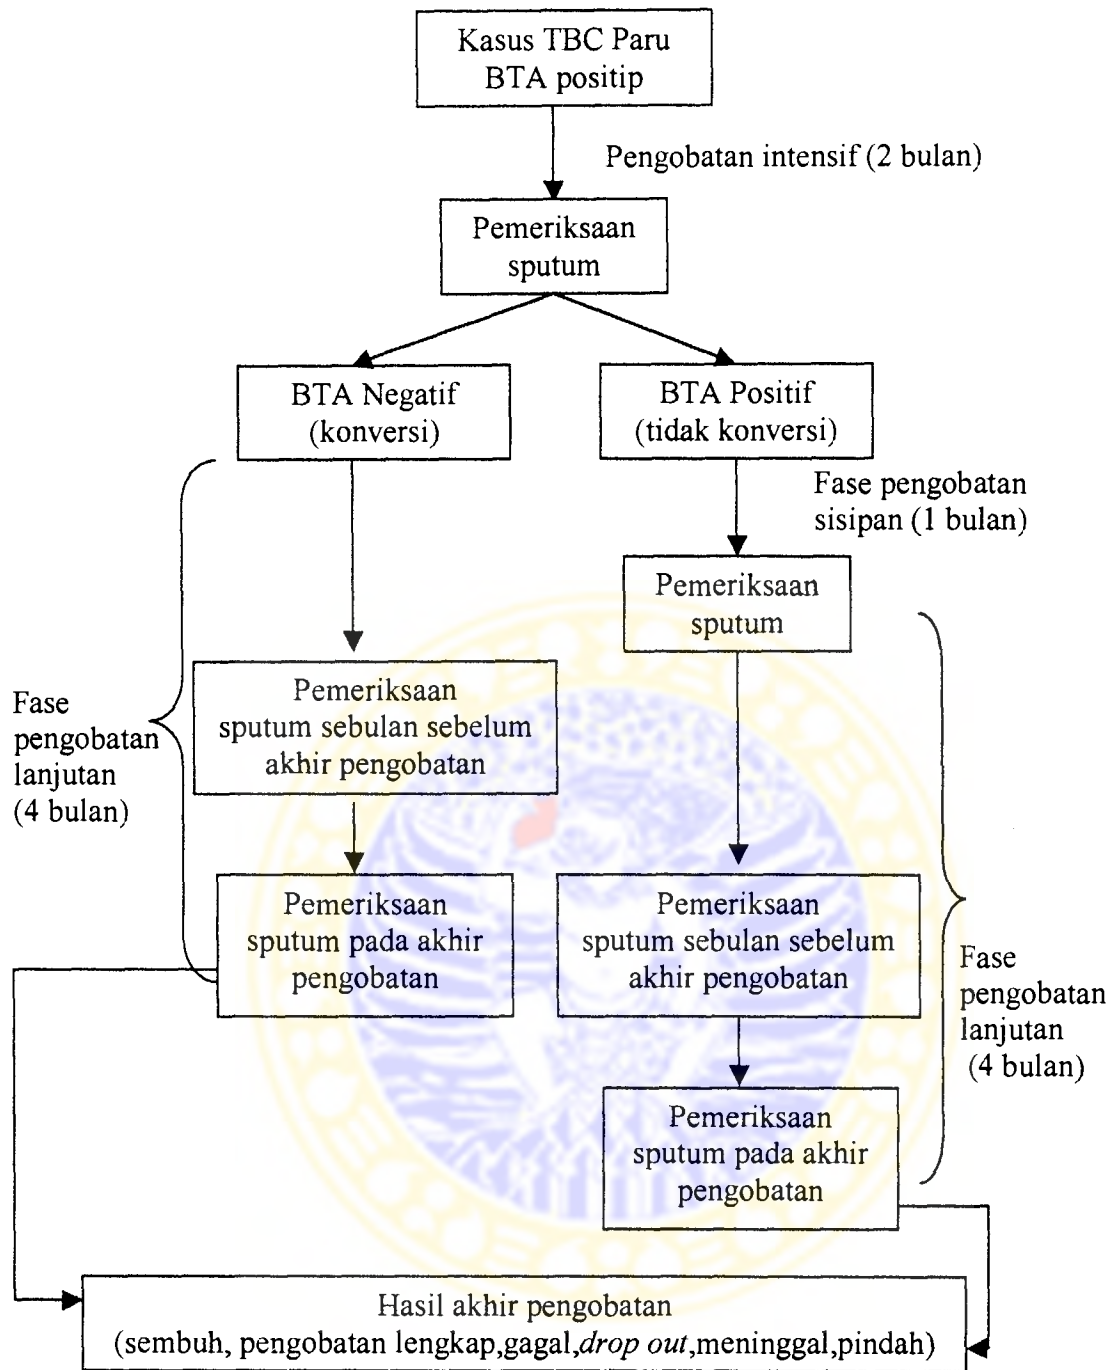 Kasus TBC Paru
BTA positip
Pengobatan intensif (2 bulan)
Pemeriksaan
sputum
BTA Negatif
(konversi)
BTA Positif
(tidak konversi)
Fase pengobatan
sisipan (1 bulan)
Pemeriksaan
sputum
Fase
pengobatan
lanjutan
(4 bulan)
Pemeriksaan
sputum sebulan sebelum
akhir pengobatan
Pemeriksaan
sputum pada akhir
pengobatan
Pemeriksaan
sputum sebulan sebelum
akhir pengobatan
Fase
pengobatan
lanjutan
(4 bulan)
Pemeriksaan
sputum pada akhir
pengobatan
Hasil akhir pengobatan
(sembuh, pengobatan lengkap,gagal,drop out,meninggal,pindah)